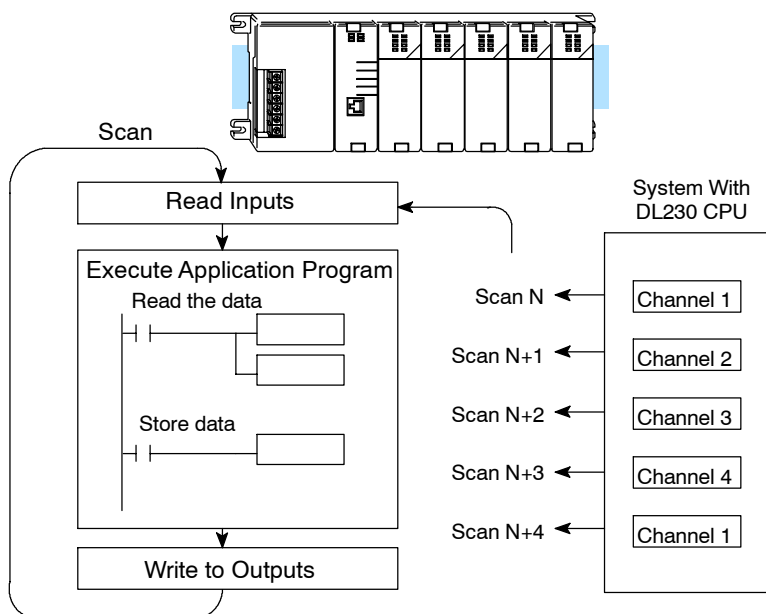 Scan
Read Inputs
Execute Application Program
Read the data
Store data
Write to Outputs
System With
DL230 CPU
Scan N
Channel 1
Scan N+1
Channel 2
Scan N+2
Channel 3
Scan N+3
Channel 4
Scan N+4
Channel 1